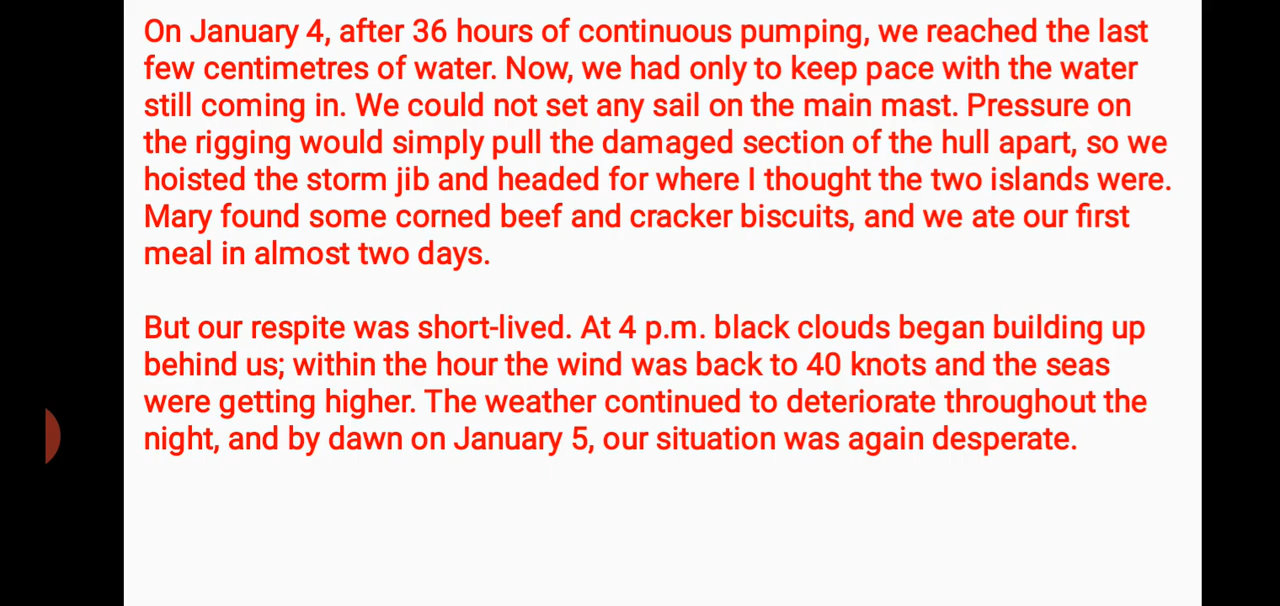 On January 4, after 36 hours of continuous pumping, we reached the last
few centimetres of water. Now, we had only to keep pace with the water
still coming in. We could not set any sail on the main mast. Pressure on
the rigging would simply pull the damaged section of the hull apart, so we
hoisted the storm jib and headed for where I thought the two islands were.
Mary found some corned beef and cracker biscuits, and we ate our first
meal in almost two days.
But our respite was short-lived. At 4 p.m. black clouds began building up
behind us; within the hour the wind was back to 40 knots and the seas
were getting higher. The weather continued to deteriorate throughout the
night, and by dawn on January 5, our situation was again desperate.